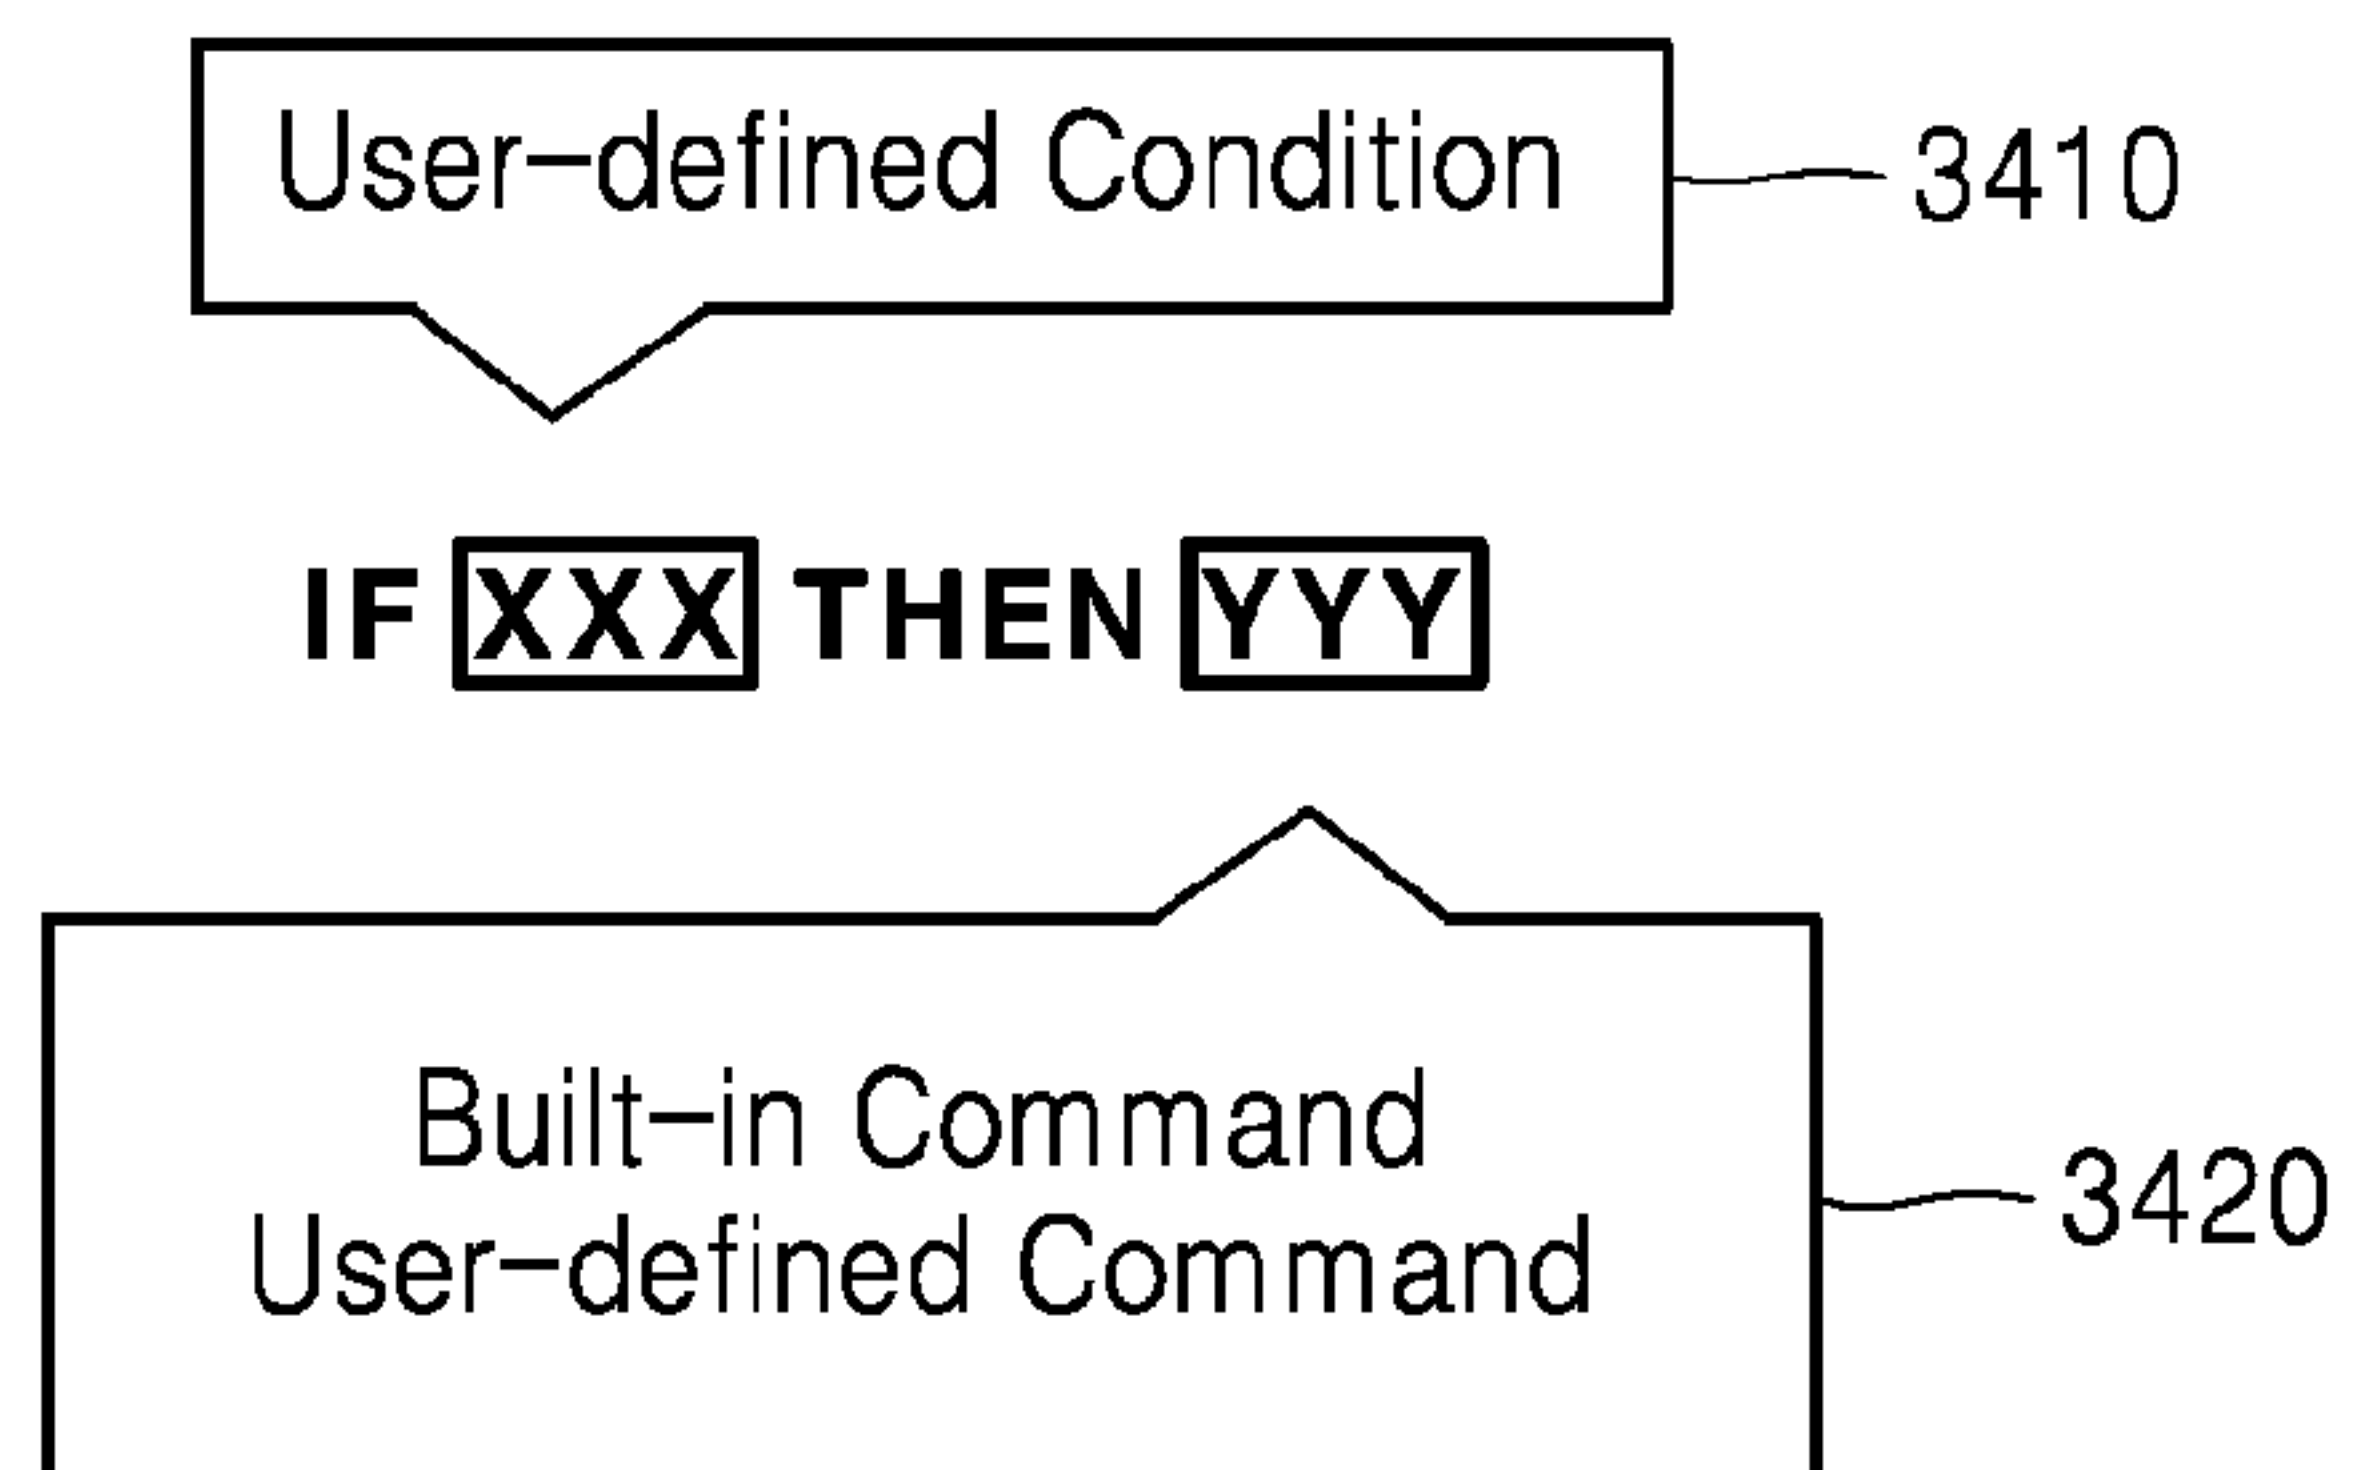 User-defined Condition
3410
IF XXX THEN YYY
Built-in Command
User-defined Command
3420